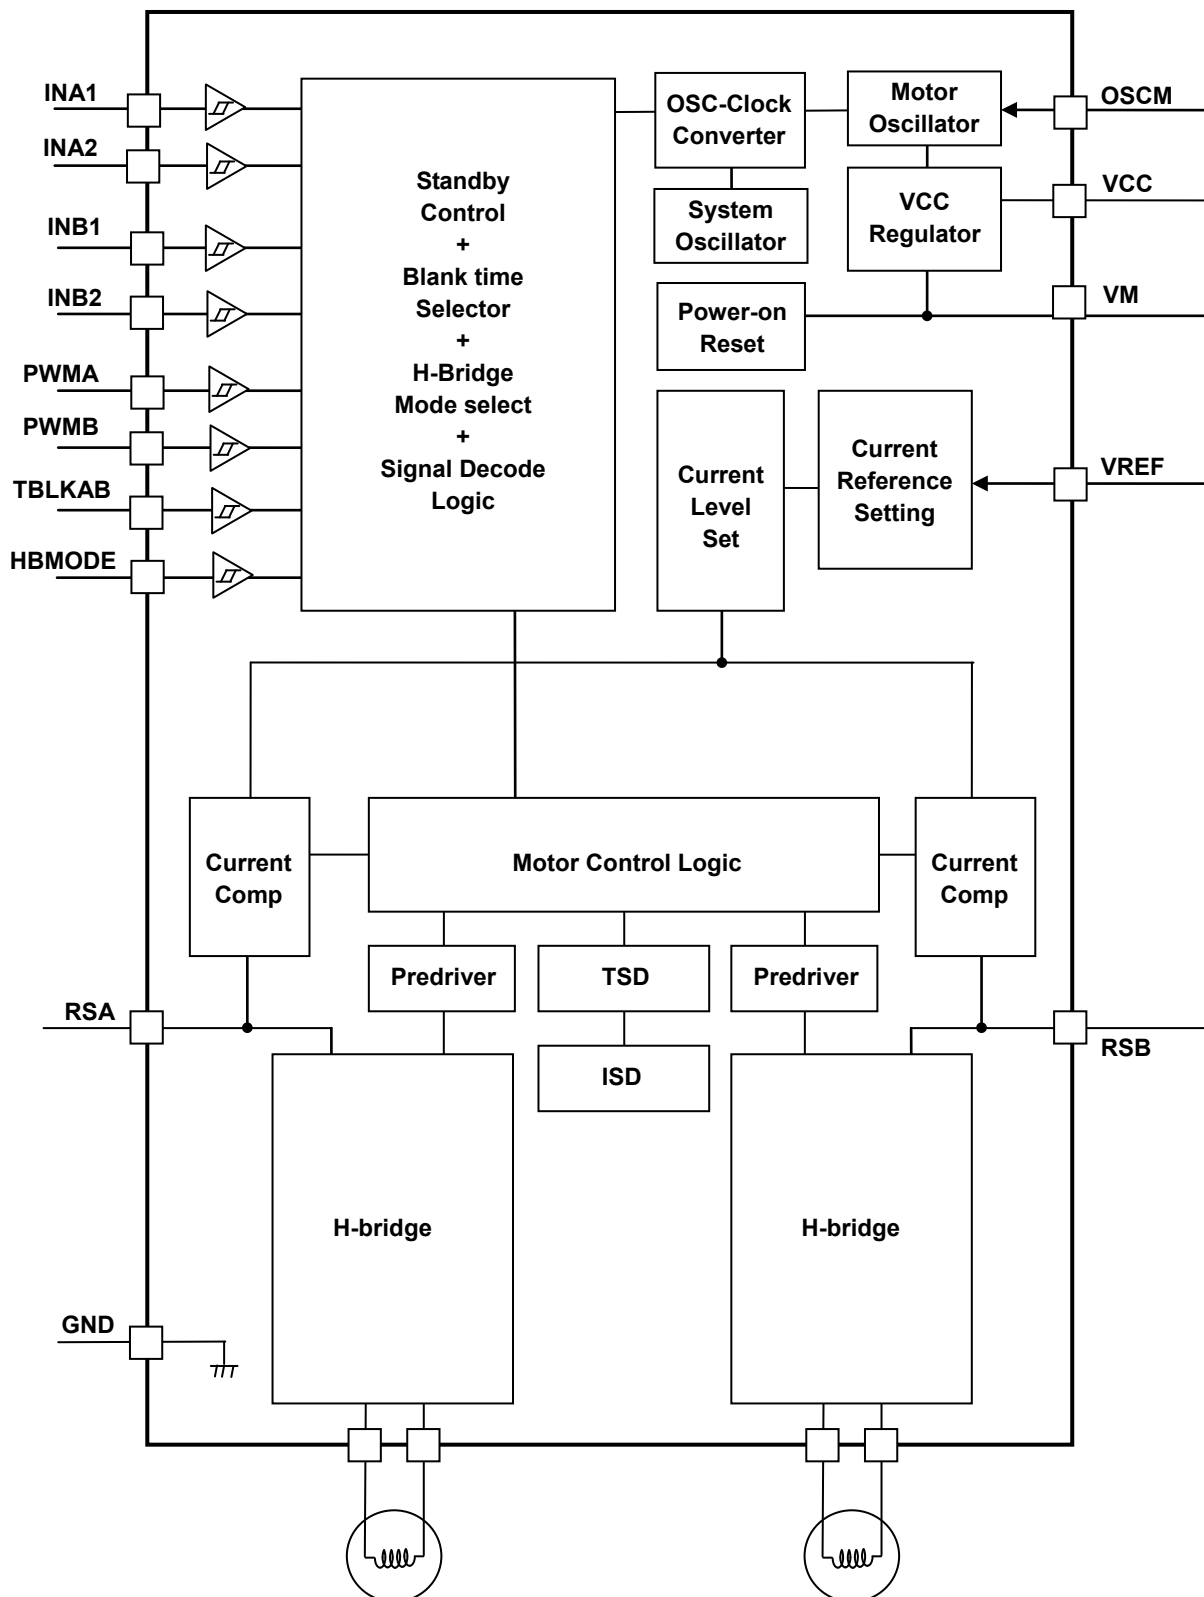 INA1
INA2
INB1
INB2
PWMA
PWMB
TBLKAB
HBMODE
Standby
Control
+
Blank time
Selector
+
H-Bridge
Mode select
+
Signal Decode
Logic
OSC-Clock
Converter
Motor
Oscillator
OSCM
System
Oscillator
VCC
Regulator
VCC
Power-on
Reset
VM
Current
Level
Set
Current
Reference
Setting
VREF
Current
Comp
Motor Control Logic
Current
Comp
Predriver
TSD
Predriver
RSA
RSB
ISD
H-bridge
H-bridge
GND